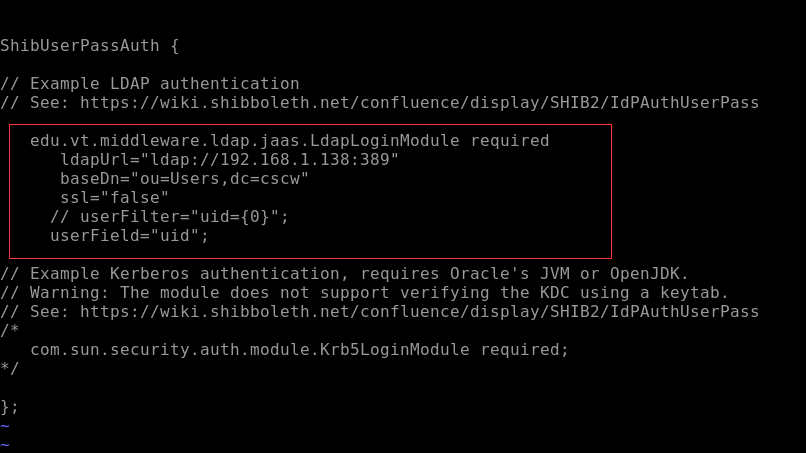 ShibUserPassAuth {
// Example LDAP authentication
// See: https://wiki.shibboleth.net/confluence/display/SHIB2/IdPAuthUserPass
edu.vt.middleware.ldap.jaas.LdapLoginModule required
ldapUrl="ldap://192.168.1.138:389"
baseDn="ou=Users,dc=cscw"
ssl="false"
// userFilter="uid={0}";
userField="uid";
// Example Kerberos authentication, requires Oracle's JVM or OpenJDK.
// Warning: The module does not support verifying the KDC using a keytab.
// See: https://wiki.shibboleth.net/confluence/display/SHIB2/IdPAuthUserPass
/*
com.sun.security.auth.module.Krb5LoginModule required;
*/
};
~
~